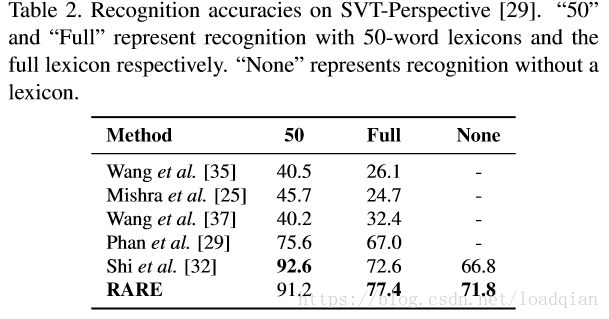 Table 2. Recognition accuracies on SVT-Perspective [29]. “50”
and “Full” represent recognition with 50-word lexicons and the
full lexicon respectively. “None” represents recognition without a
lexicon.
Method 50 Full None
Wang et al. [35] 40.5 26.1 -
Mishra et al. [25] 45.7 24.7 -
Wang et al. [37] 40.2 32.4 -
Phan et al. [29] 75.6 67.0 -
Shi et al. [32] 92.6 72.6 66.8
RARE 91.2 77.4 71.8
https://blog.csdn.net/loadqian